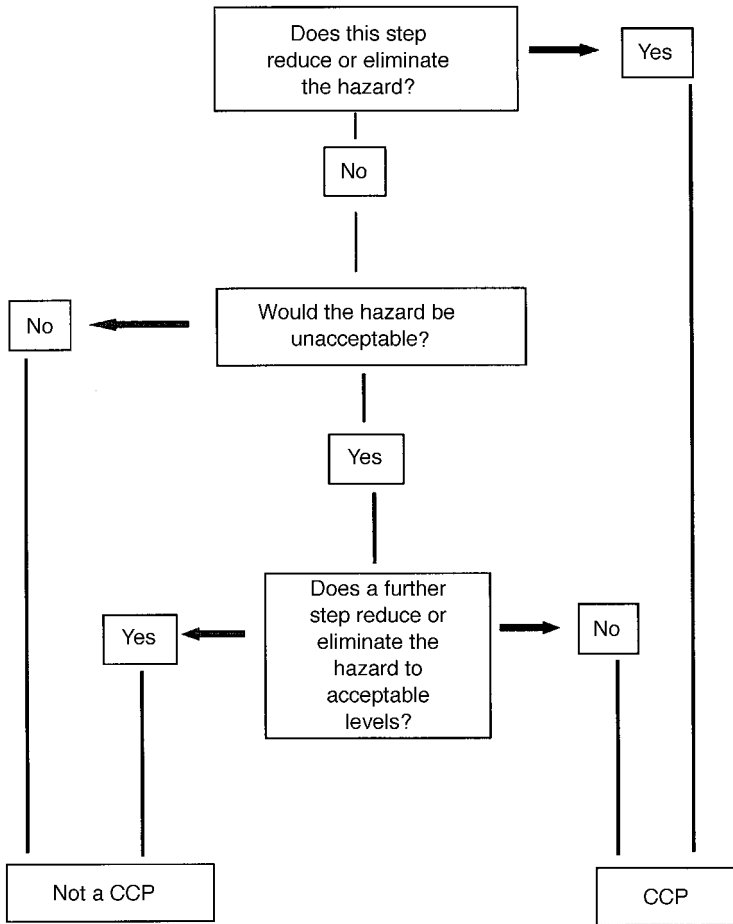 Does this step
reduce or eliminate
the hazard?
Yes
No
Would the hazard be
unacceptable?
No
Yes
Does a further
step reduce or
eliminate the
hazard to
acceptable
levels?
Yes
No
Not a CCP
CCP